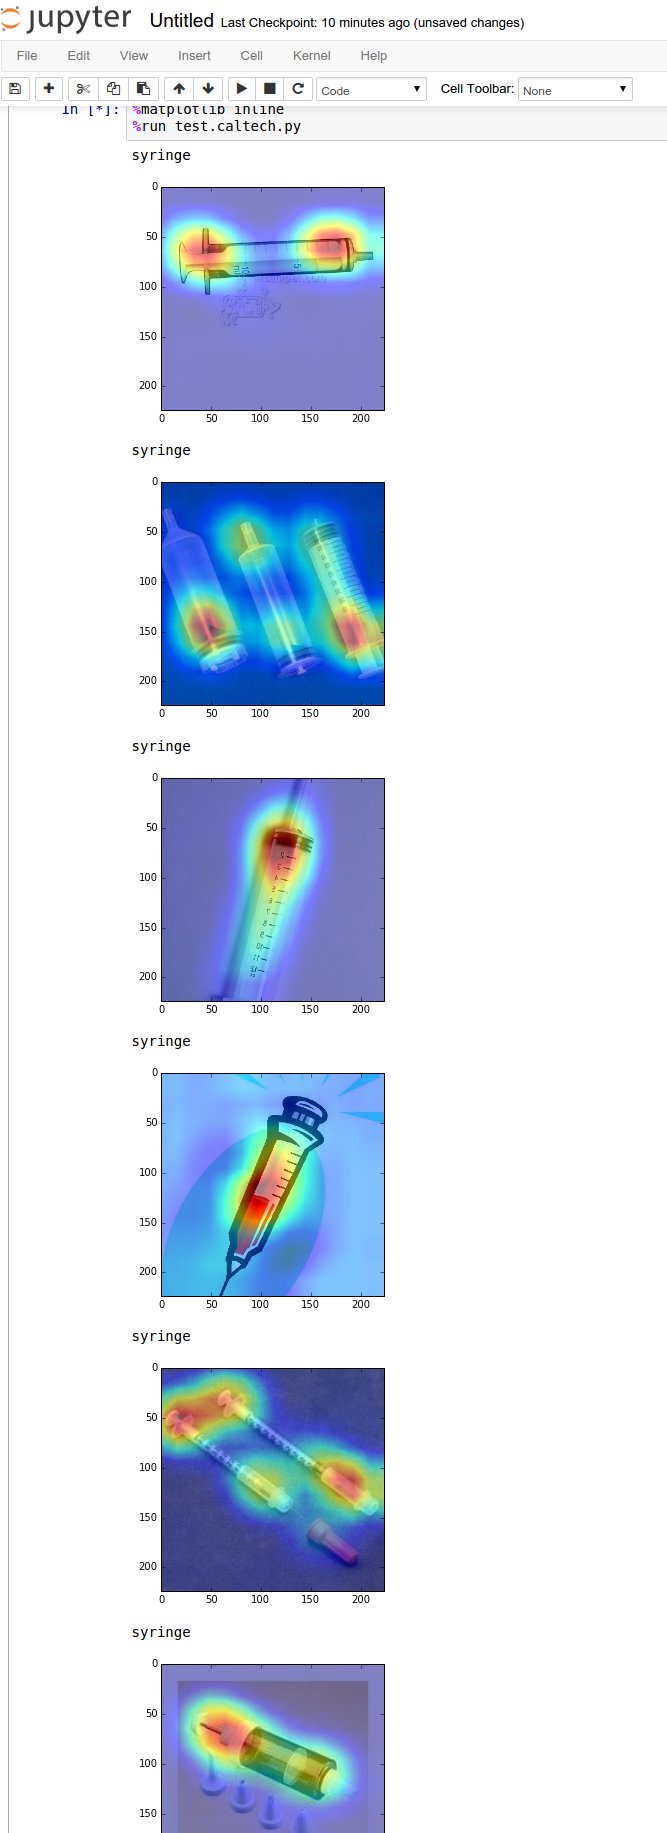 jupyter Untitled Last Checkpoint: 10 minutes ago (unsaved changes)
File Edit View Insert Cell Kernel Help
Code Cell Toolbar: None
In [*]: %matplotlib inline
%run test.caltech.py
syringe
0
50
100
150
200
0 50 100 150 200
syringe
0
50
100
150
200
0 50 100 150 200
syringe
0
50
100
150
200
0 50 100 150 200
syringe
0
50
100
150
200
0 50 100 150 200
syringe
0
50
100
150
200
0 50 100 150 200
syringe
0
50
100
150